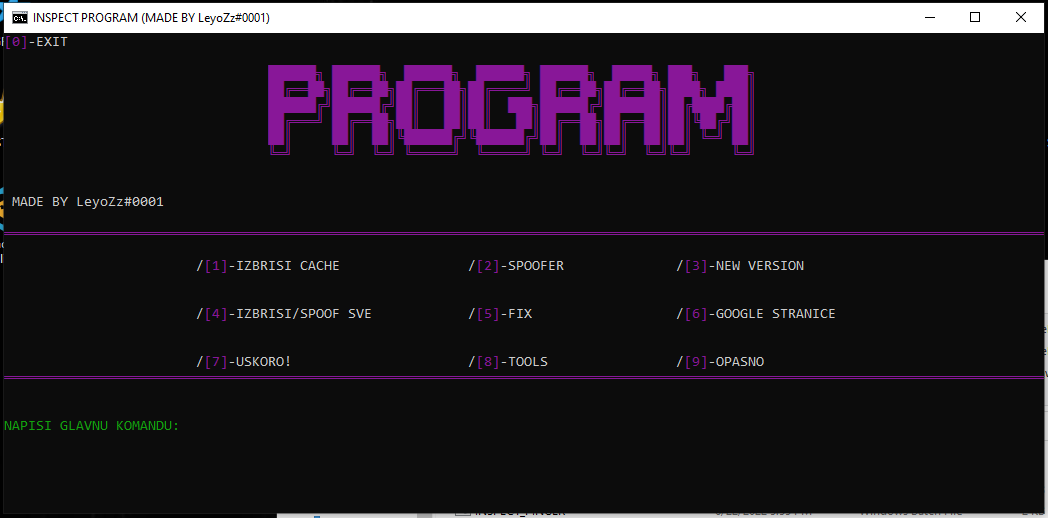 INSPECT PROGRAM (MADE BY LeyoZz#0001)
[0]-EXIT
PROGRAM
MADE BY LeyoZz#0001
/[1]-IZBRISI CACHE /[2]-SPOOFER /[3]-NEW VERSION
/[4]-IZBRISI/SPOOF SVE /[5]-FIX /[6]-GOOGLE STRANICE
/[7]-USKORO! /[8]-TOOLS /[9]-OPASNO
NAPISI GLAVNU KOMANDU: